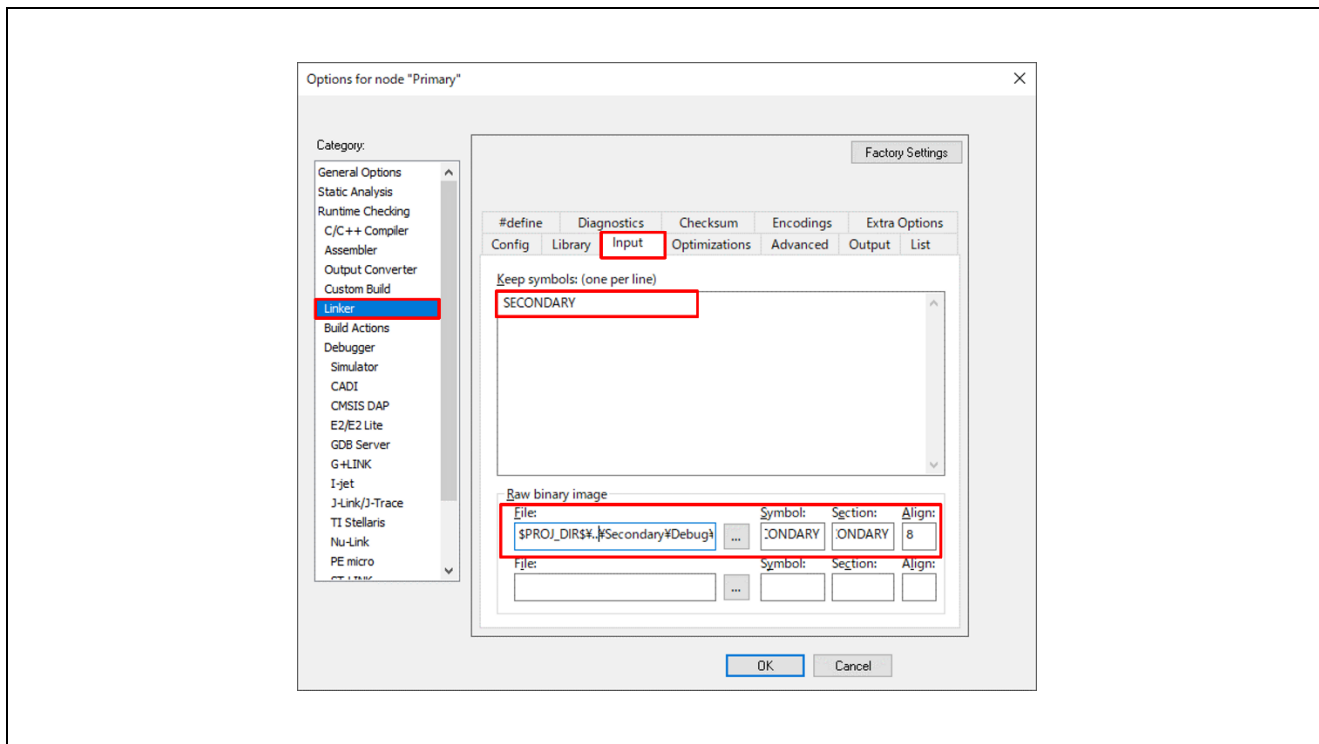 Options for node "Primary"
Category:
General Options
Static Analysis
Runtime Checking
C/C++ Compiler
Assembler
Output Converter
Custom Build
Linker
Build Actions
Debugger
Simulator
CADI
CMSIS DAP
E2/E2 Lite
GDB Server
G+LINK
I-jet
J-Link/J-Trace
TI Stellaris
Nu-Link
PE micro
Factory Settings
#define Diagnostics Checksum Encodings Extra Options
Config Library Input Optimizations Advanced Output List
Keep symbols: (one per line)
SECONDARY
Raw binary image
File: Symbol: Section: Align:
$PROJ_DIR$¥..¥Secondary¥Debug¥ ... CONDARY ONDARY 8
File: Symbol: Section: Align:
...
OK Cancel